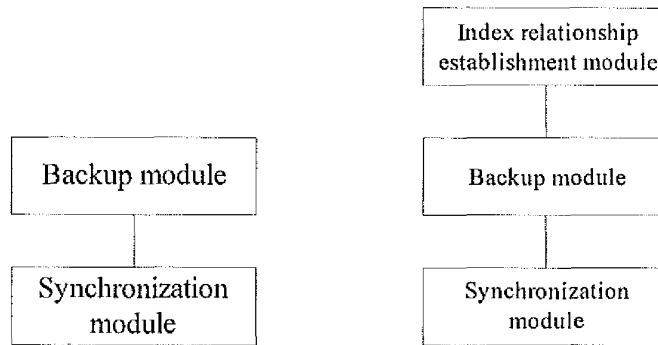 Backup module
Synchronization
module
Index relationship
establishment module
Backup module
Synchronization
module